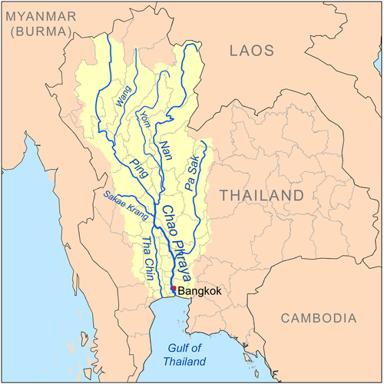 MYANMAR
(BURMA)
LAOS
Wang
Yom
Nan
Ping
Pa Sak
Sakae Krang
Chao Phraya
THAILAND
Tha Chin
Bangkok
CAMBODIA
Gulf of
Thailand